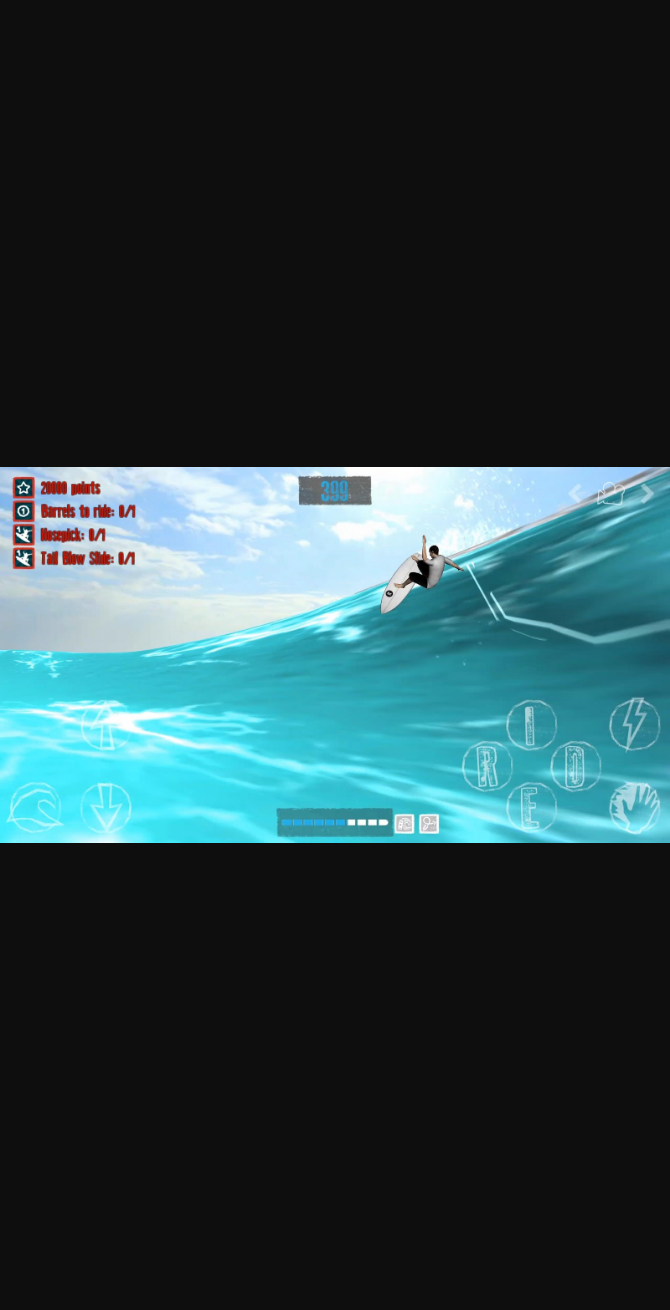 20000 points
399
Barrels to ride: 0/1
Nosepick: 0/1
Tail Blow Slide: 0/1
I
R D
E